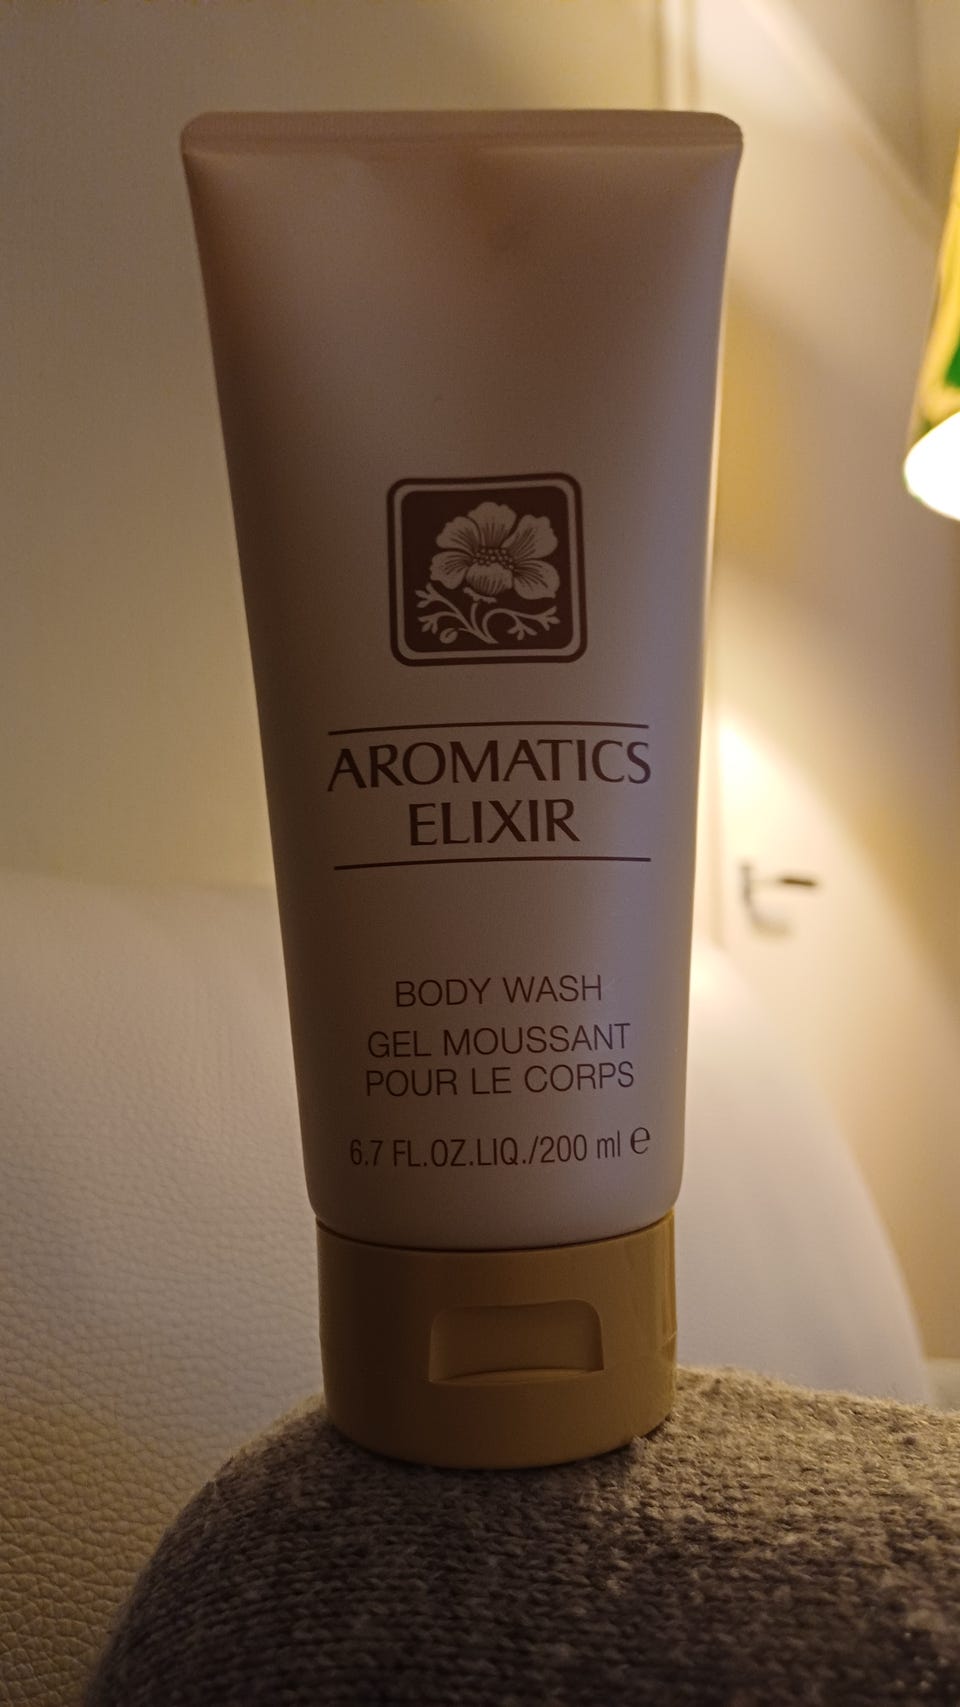 AROMATICS
ELIXIR
BODY WASH
GEL MOUSSANT
POUR LE CORPS
6.7 FL.OZ.LIQ./200 ml ℮